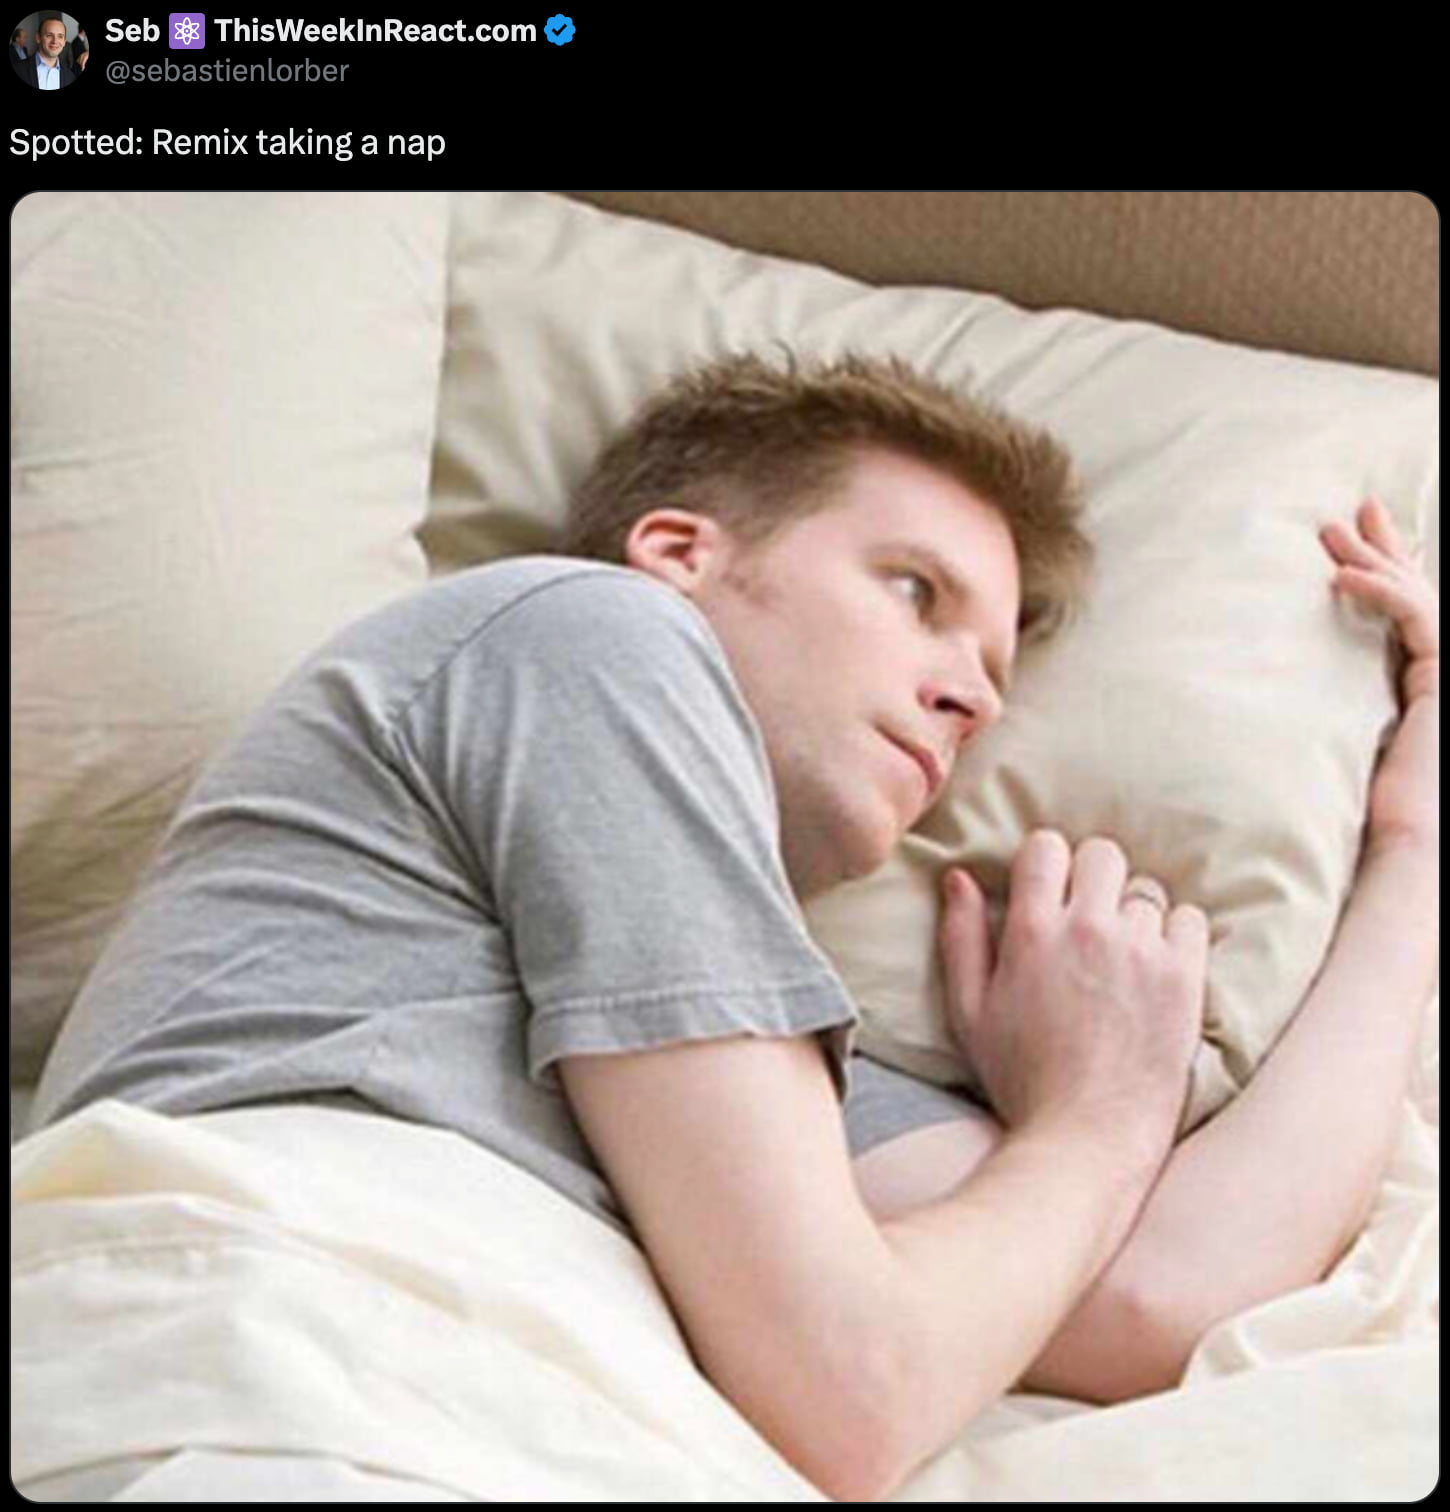 Seb ⚛ ThisWeekInReact.com
@sebastienlorber
Spotted: Remix taking a nap